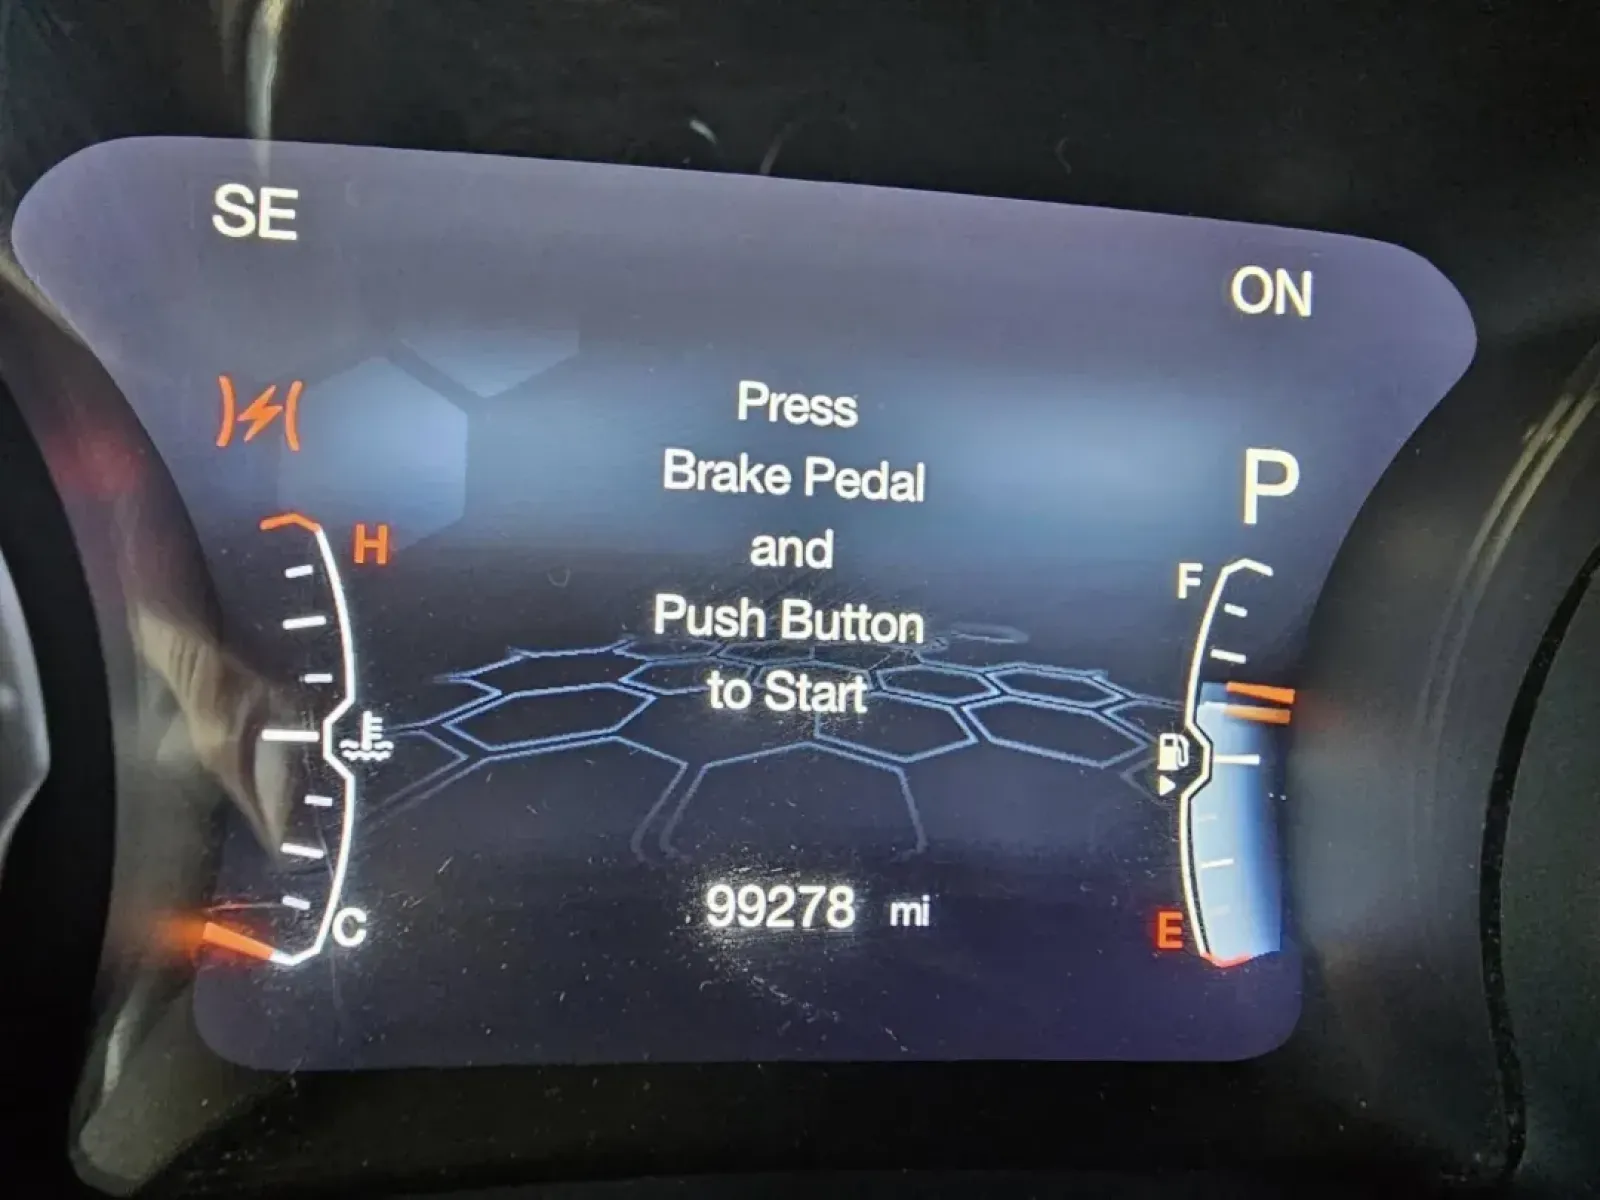 SE
ON
Press
Brake Pedal
and
Push Button
to Start
P
H
F
C
E
99278 mi